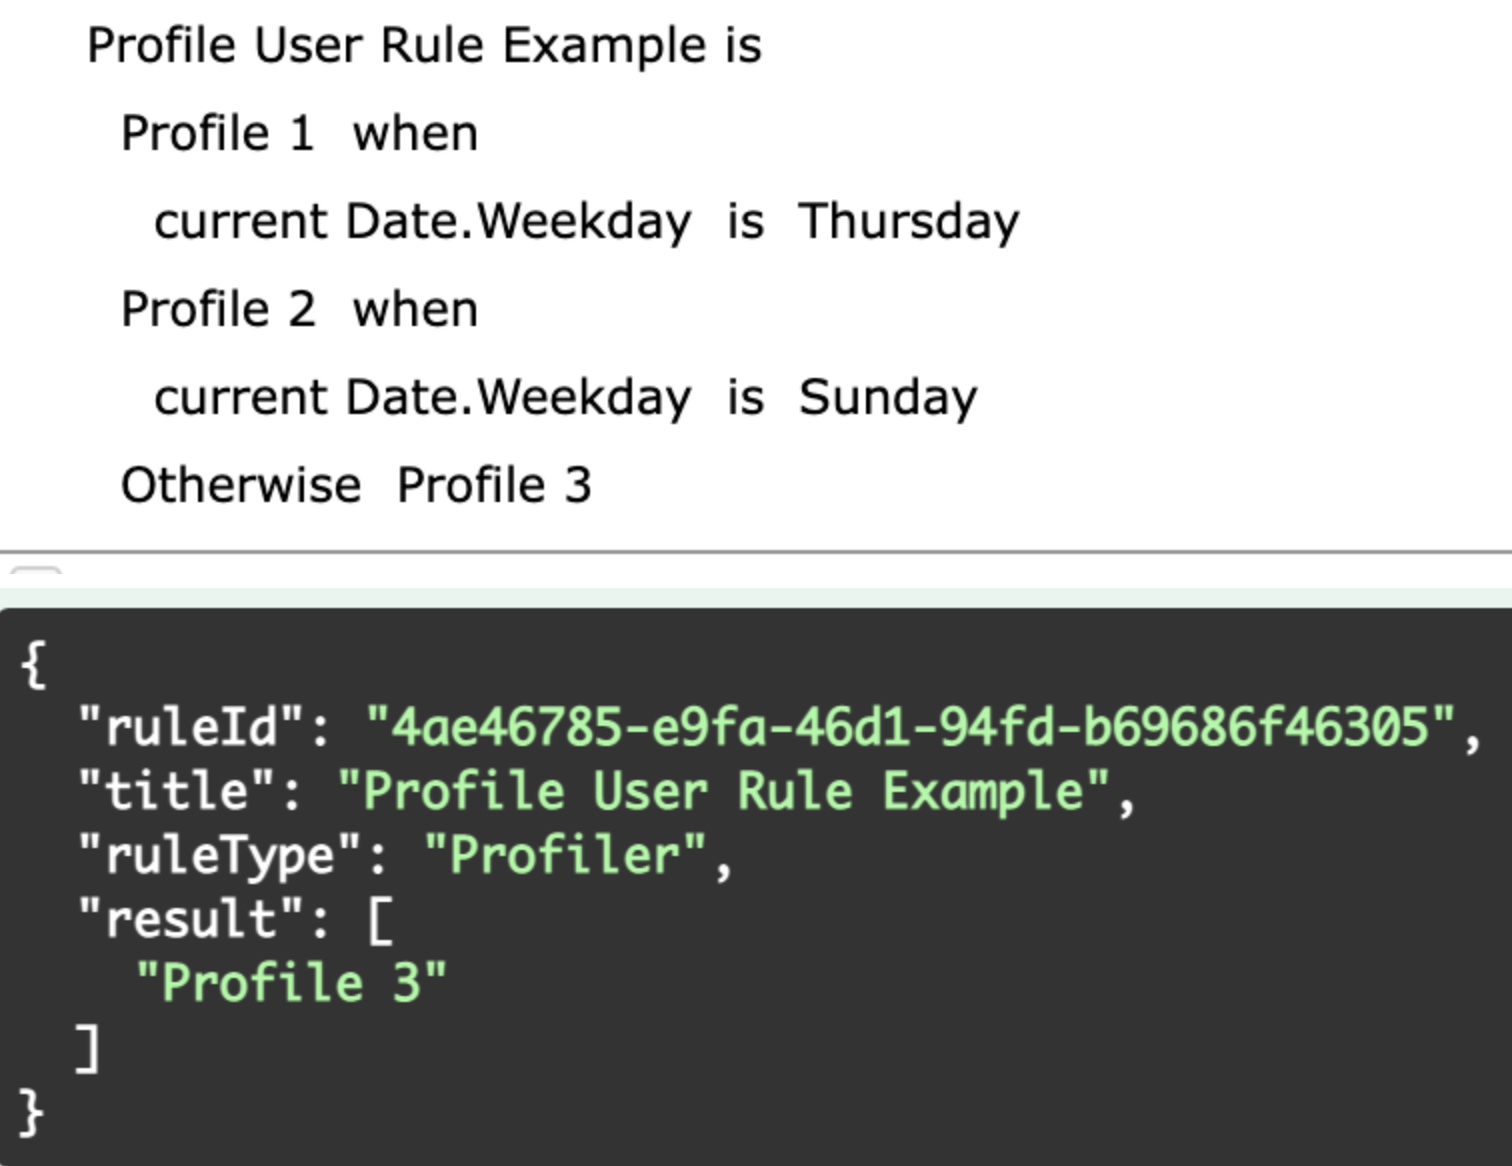 Profile User Rule Example is
Profile 1 when
current Date.Weekday is Thursday
Profile 2 when
current Date.Weekday is Sunday
Otherwise Profile 3
{
"ruleId": "4ae46785-e9fa-46d1-94fd-b69686f46305",
"title": "Profile User Rule Example",
"ruleType": "Profiler",
"result": [
"Profile 3"
]
}